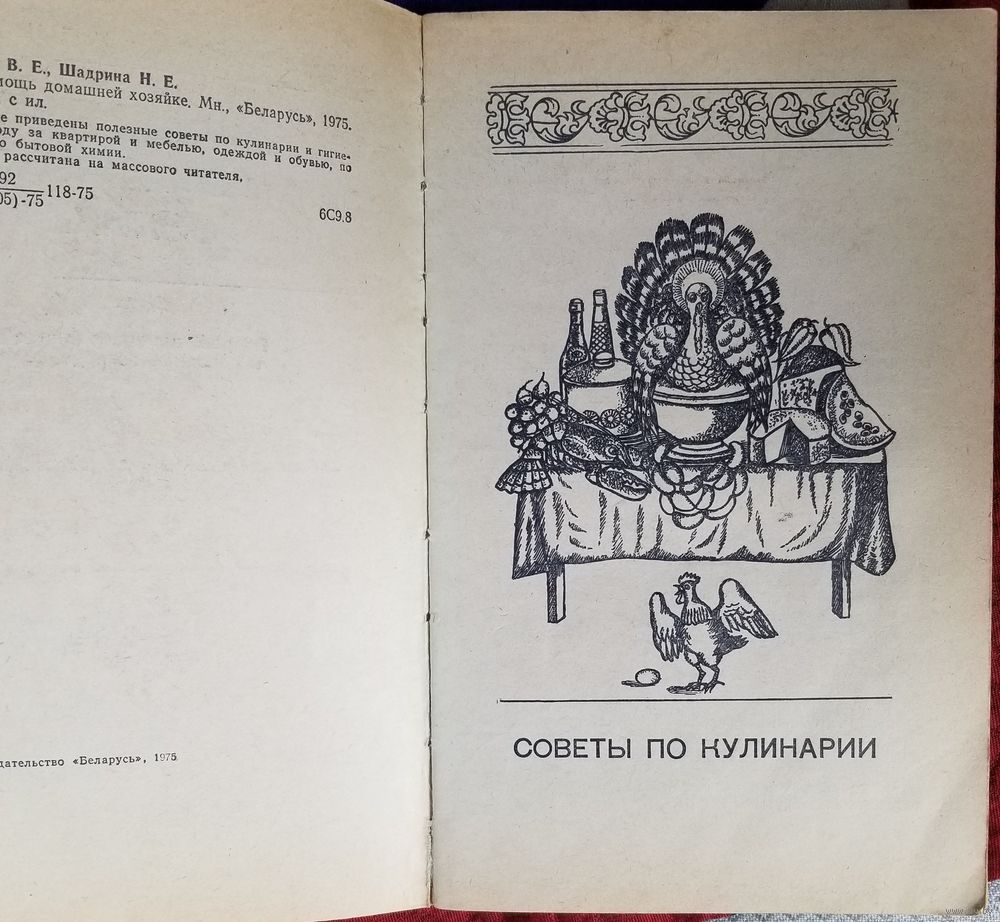 В. Е., Шадрина Н. Е.
мощь домашней хозяйке. Мн., «Беларусь», 1975.
с ил.
е приведены полезные советы по кулинарии и гигие-
оду за квартирой и мебелью, одеждой и обувью, по
о бытовой химии.
рассчитана на массового читателя.
92
05)-75 118-75
6С9.8
дательство «Беларусь», 1975
СОВЕТЫ ПО КУЛИНАРИИ